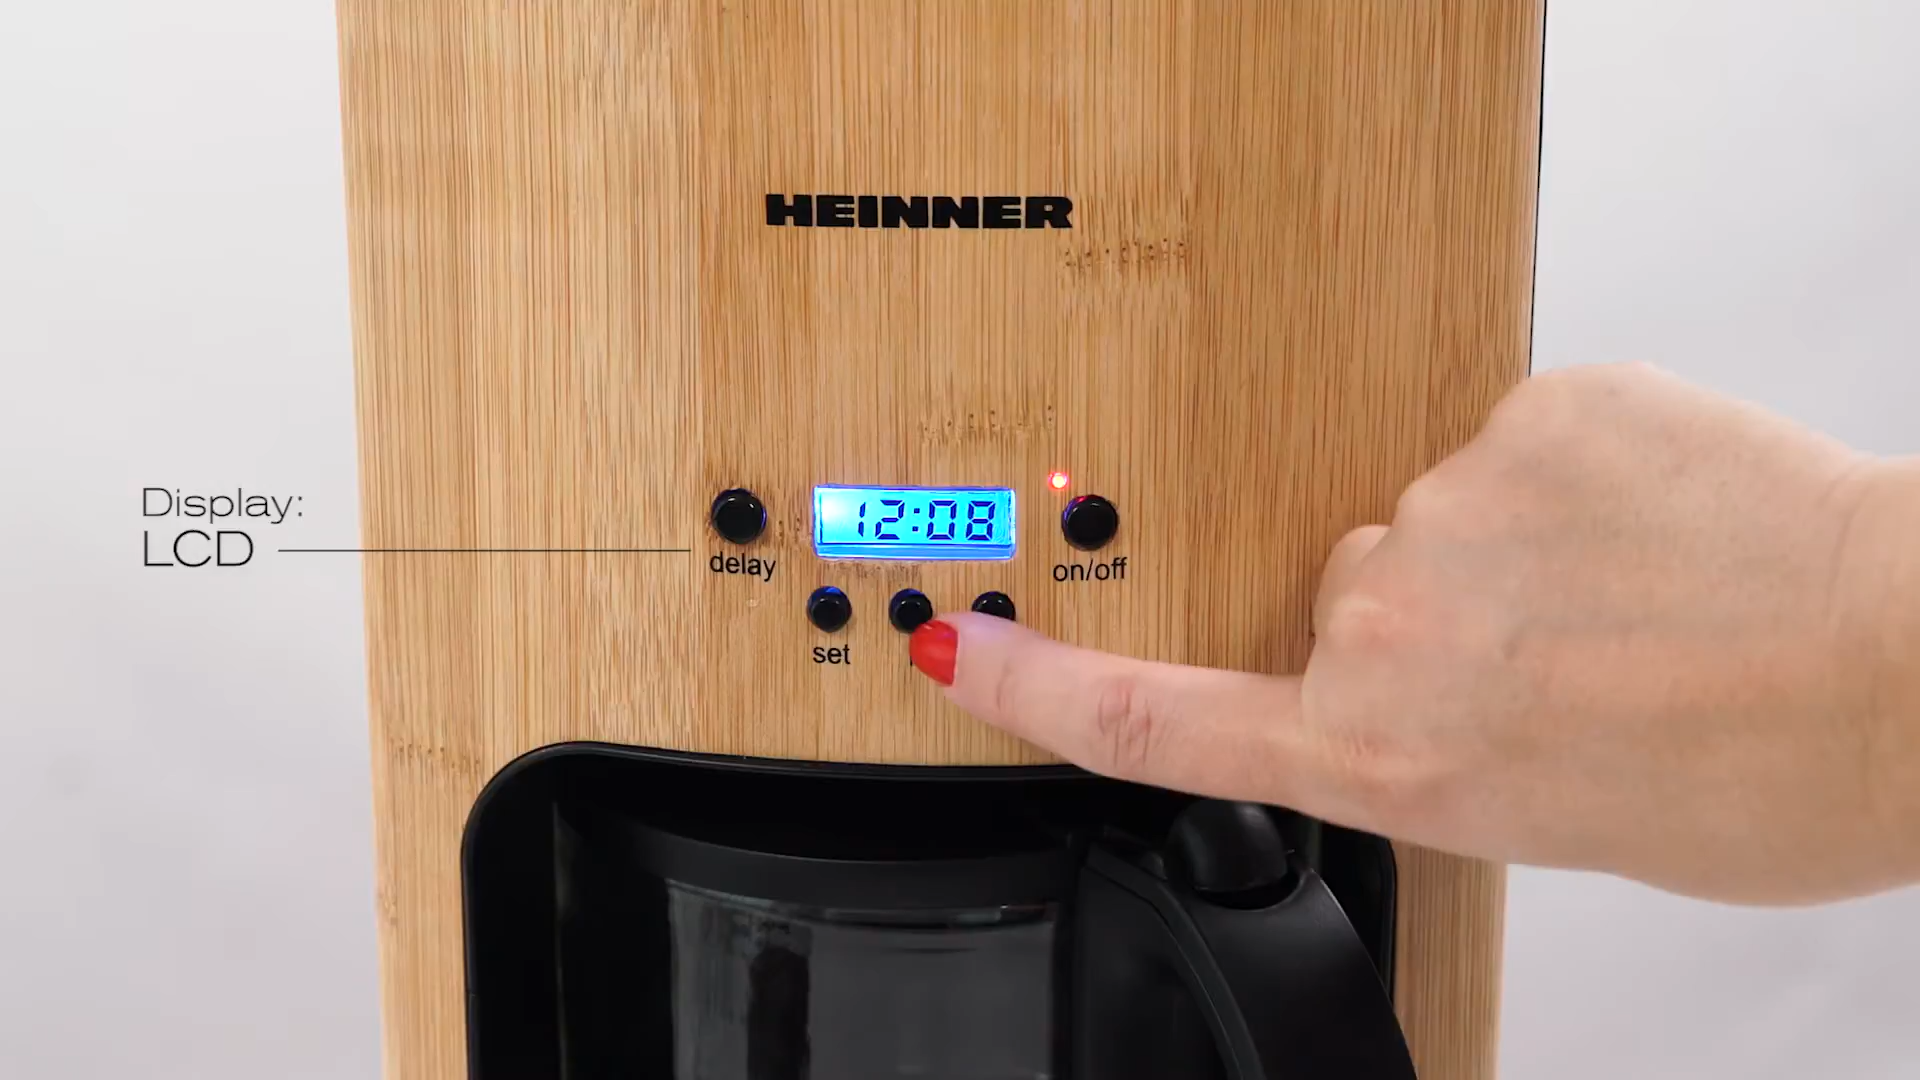 HEINNER
Display:
LCD
12:08
delay
on/off
set